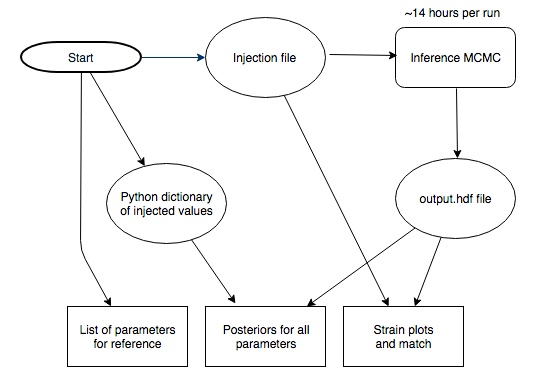 ~14 hours per run
Start
Injection file
Inference MCMC
Python dictionary
of injected values
output.hdf file
List of parameters
for reference
Posteriors for all
parameters
Strain plots
and match